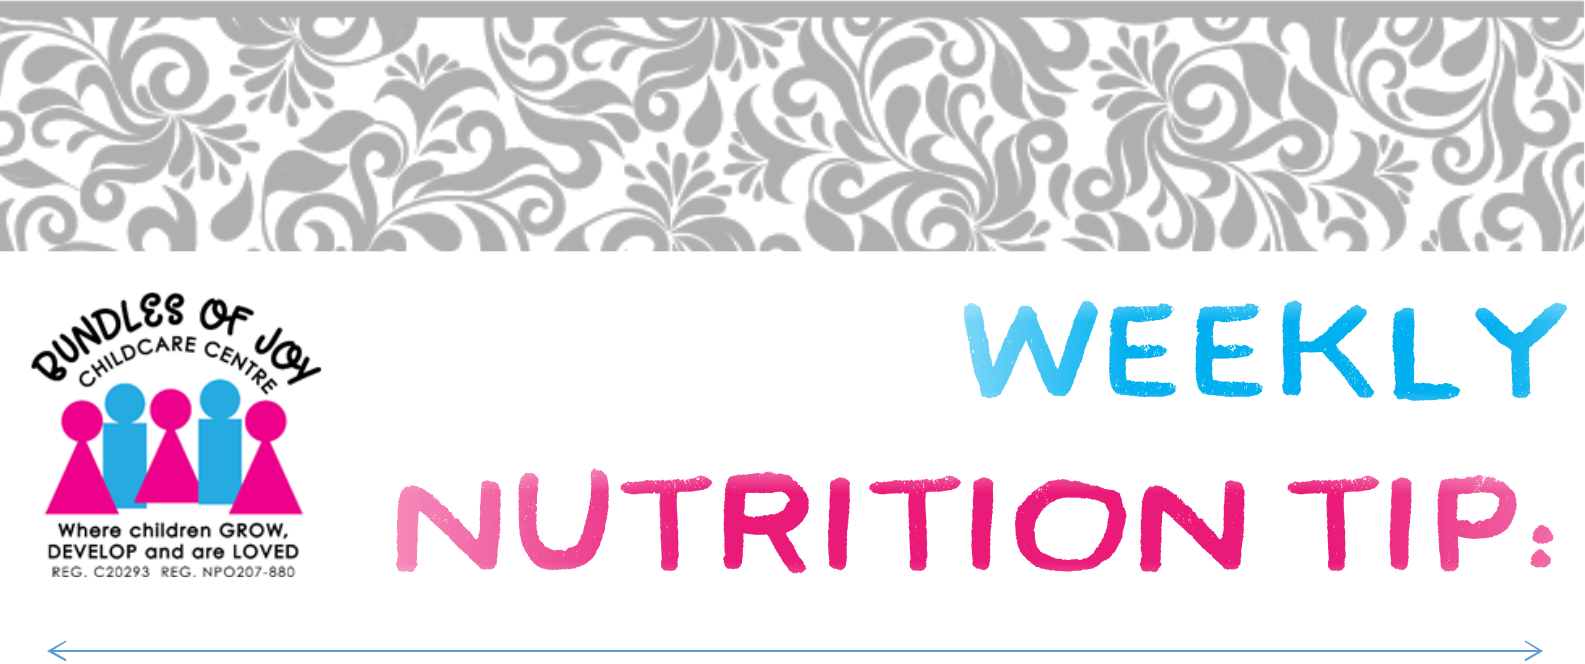 BUNDLES OF JOY
CHILDCARE CENTRE
Where children GROW,
DEVELOP and are LOVED
REG. C20293 REG. NPO207-880
WEEKLY
NUTRITION TIP: